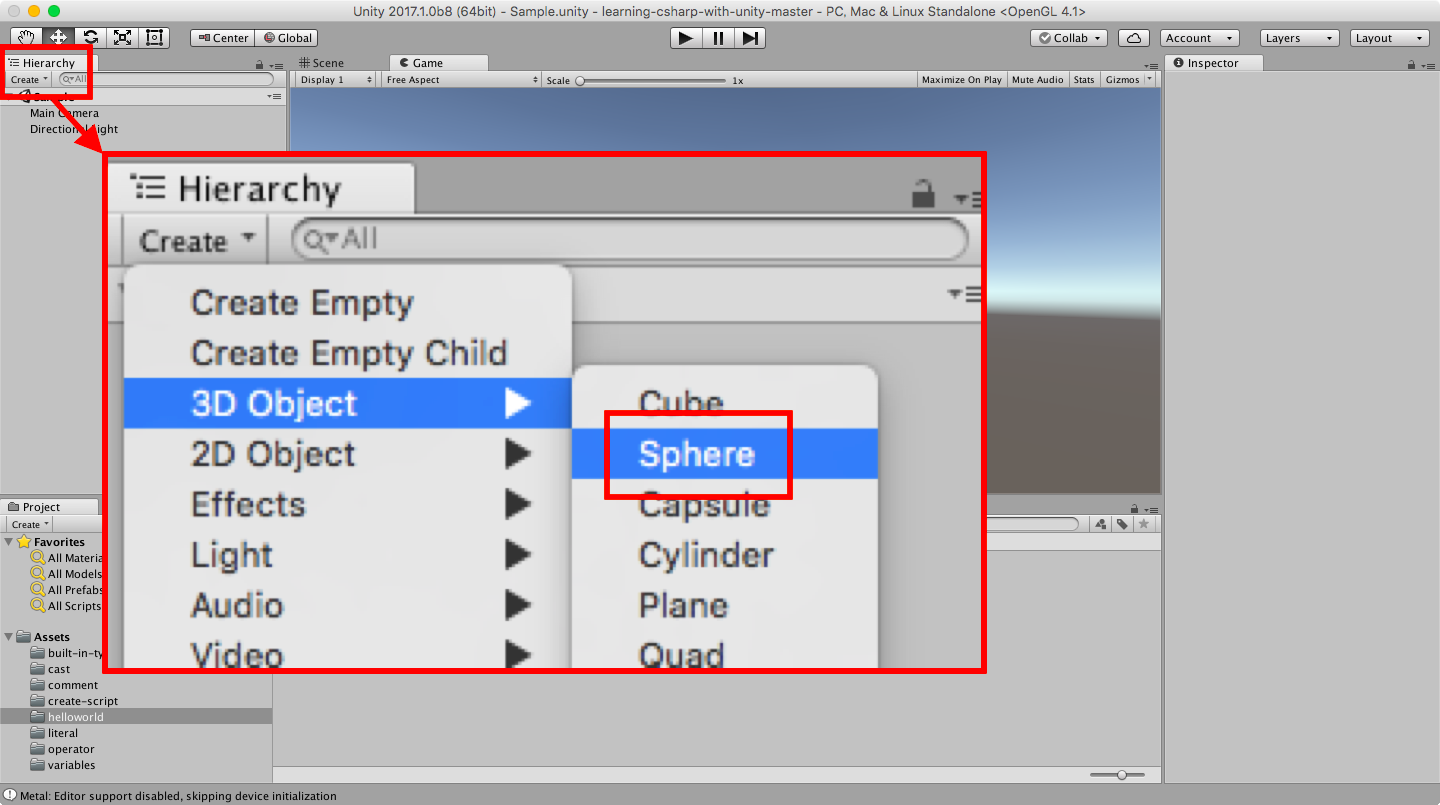 Unity 2017.1.0b8 (64bit) - Sample.unity - learning-csharp-with-unity-master - PC, Mac & Linux Standalone <OpenGL 4.1>
Center Global Collab Account Layers Layout
Hierarchy Scene Game Inspector
Create All Display 1 Free Aspect Scale 1x Maximize On Play Mute Audio Stats Gizmos
Sample
Main Camera
Directional Light
Hierarchy
Create All
Create Empty
Create Empty Child
3D Object
2D Object
Effects
Light
Audio
Video
Cube
Sphere
Capsule
Cylinder
Plane
Quad
Project
Create
Favorites
All Materia
All Models
All Prefabs
All Scripts
Assets
built-in-ty
cast
comment
create-script
helloworld
literal
operator
variables
Metal: Editor support disabled, skipping device initialization